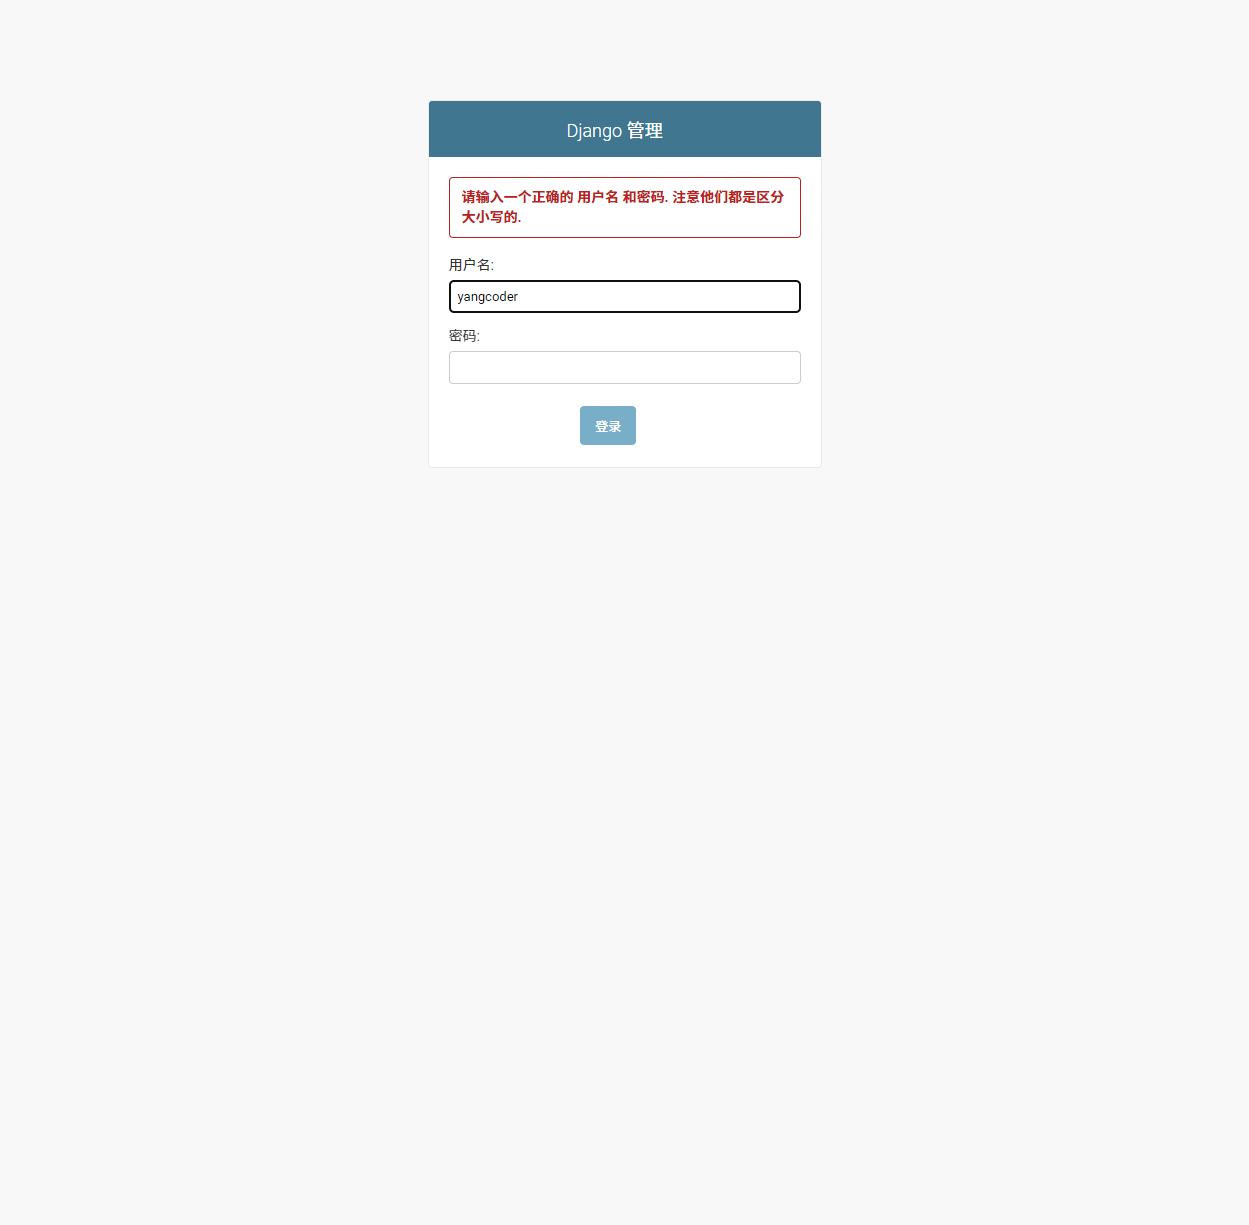 Django 管理
请输入一个正确的 用户名 和密码. 注意他们都是区分
大小写的.
用户名:
yangcoder
密码:
登录